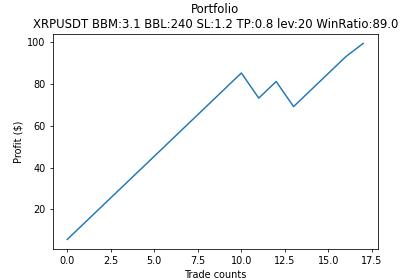 Portfolio
XRPUSDT BBM:3.1 BBL:240 SL:1.2 TP:0.8 lev:20 WinRatio:89.0
100
80
60
40
20
Profit ($)
0.0 2.5 5.0 7.5 10.0 12.5 15.0 17.5
Trade counts